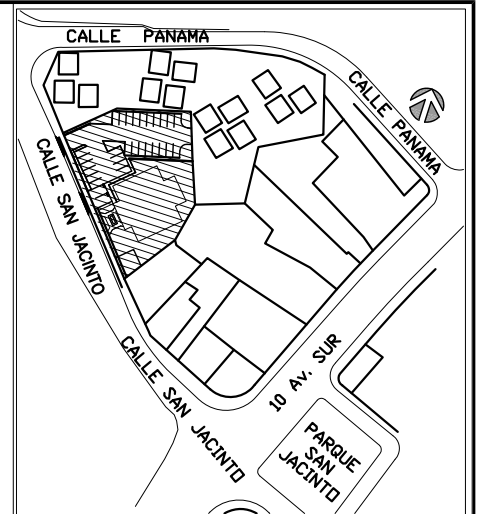 CALLE PANAMA
CALLE PANAMA
CALLE SAN JACINTO
CALLE SAN JACINTO
10 Av. SUR
PARQUE
SAN
JACINTO